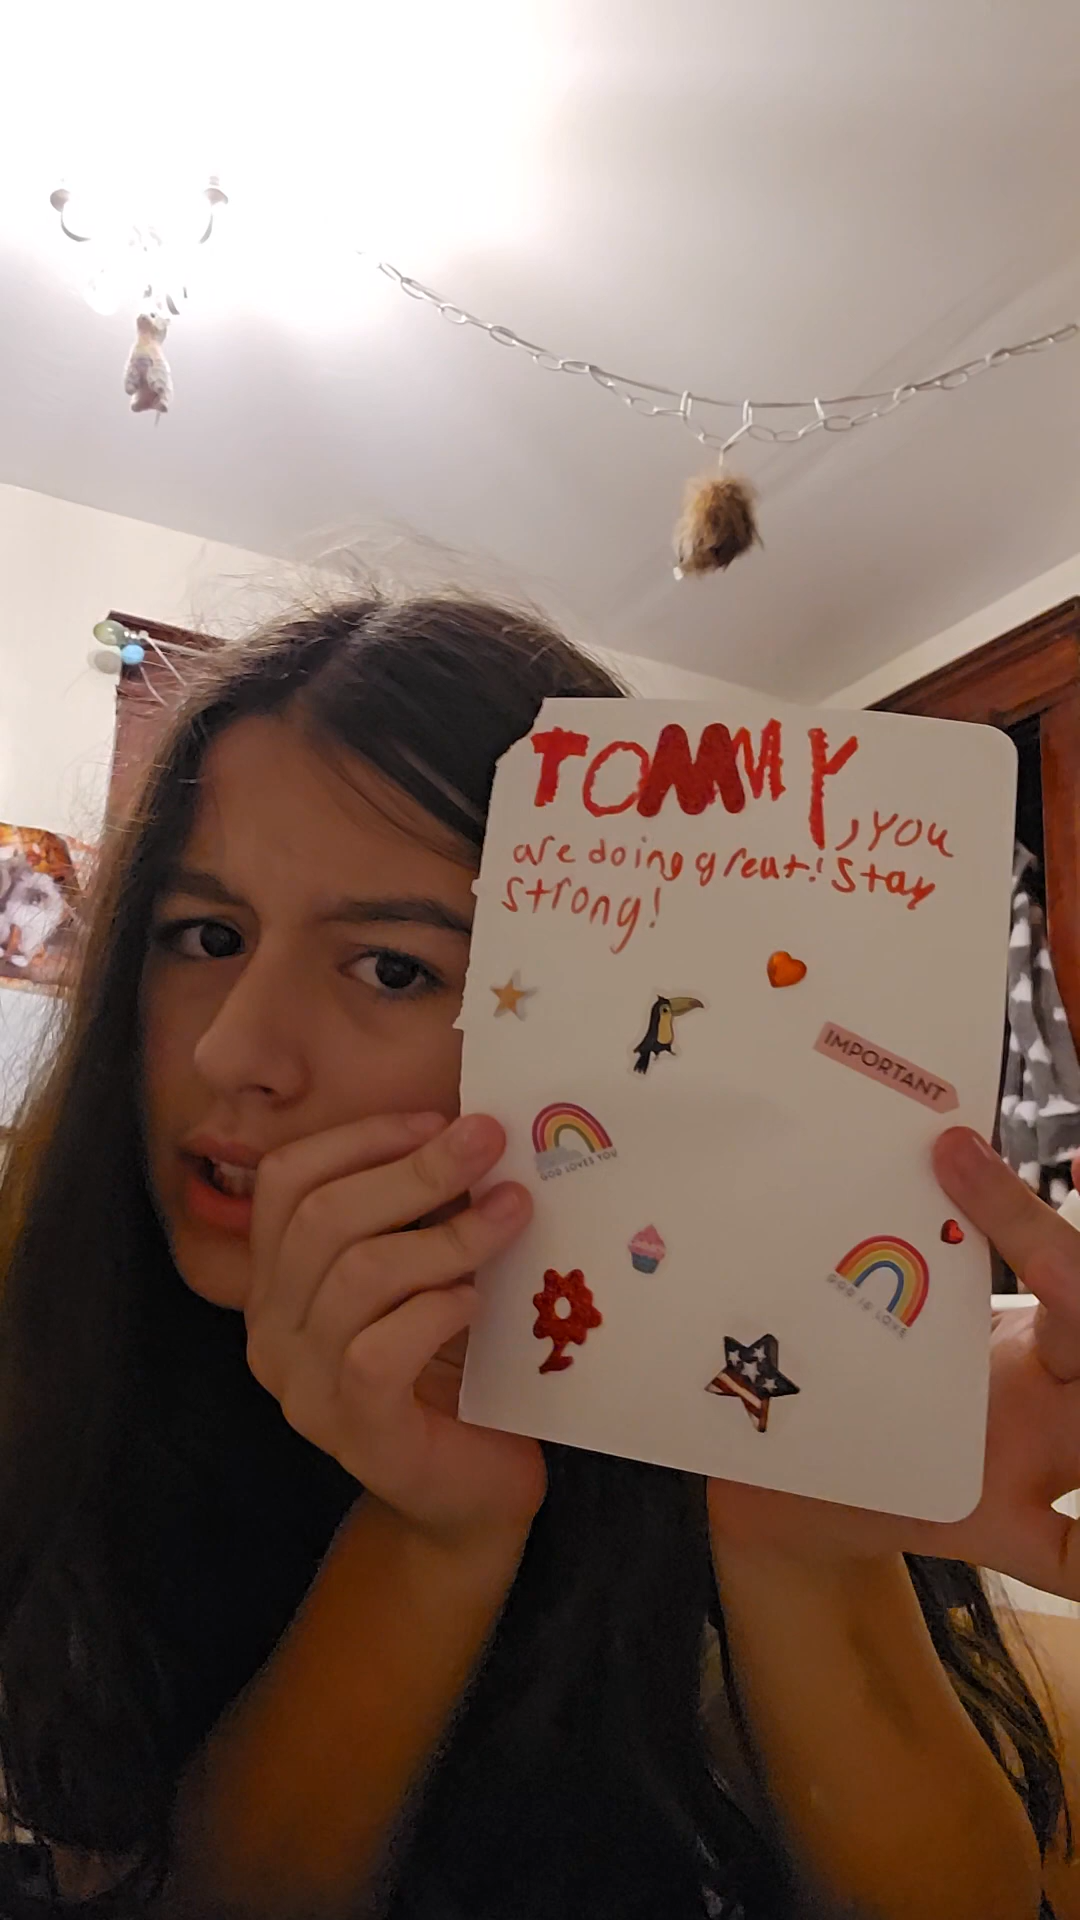 TOMMY, you
are doing great! Stay
strong!
IMPORTANT
GOD LOVES YOU
GOD IS LOVE